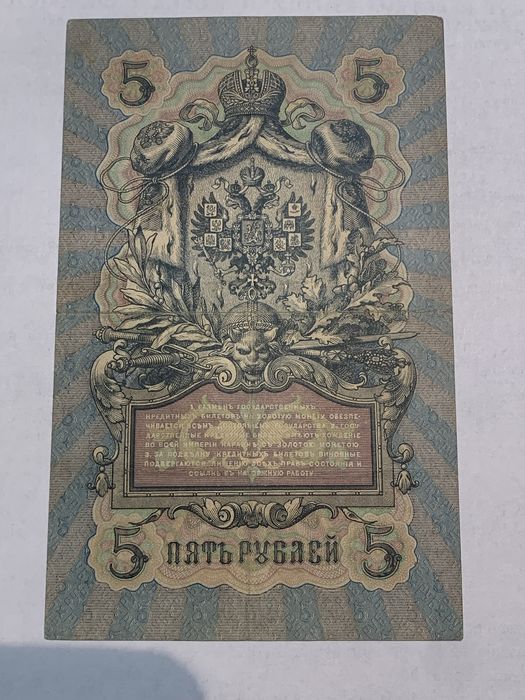 5 5
1. РАЗМѢНЪ ГОСУДАРСТВЕННЫХЪ
КРЕДИТНЫХЪ БИЛЕТОВЪ НА ЗОЛОТУЮ МОНЕТУ ОБЕЗПЕ-
ЧИВАЕТСЯ ВСѢМЪ ДОСТОЯНІЕМЪ ГОСУДАРСТВА. 2. ГОСУ-
ДАРСТВЕННЫЕ КРЕДИТНЫЕ БИЛЕТЫ ИМѢЮТЪ ХОЖДЕНІЕ
ВО ВСЕЙ ИМПЕРІИ НАРАВНѢ СЪ ЗОЛОТОЮ МОНЕТОЮ.
3. ЗА ПОДДѢЛКУ КРЕДИТНЫХЪ БИЛЕТОВЪ ВИНОВНЫЕ
ПОДВЕРГАЮТСЯ ЛИШЕНІЮ ВСѢХЪ ПРАВЪ СОСТОЯНІЯ И
ССЫЛКѢ ВЪ КАТОРЖНУЮ РАБОТУ.
5 ПЯТЬ РУБЛЕЙ 5